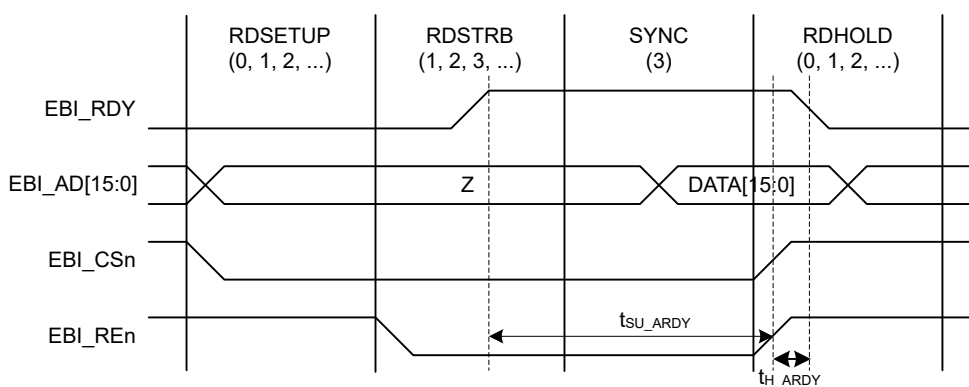 RDSETUP
(0, 1, 2, ...)
RDSTRB
(1, 2, 3, ...)
SYNC
(3)
RDHOLD
(0, 1, 2, ...)
EBI_RDY
EBI_AD[15:0]
Z
DATA[15:0]
EBI_CSn
EBI_REn
tSU_ARDY
tH_ARDY